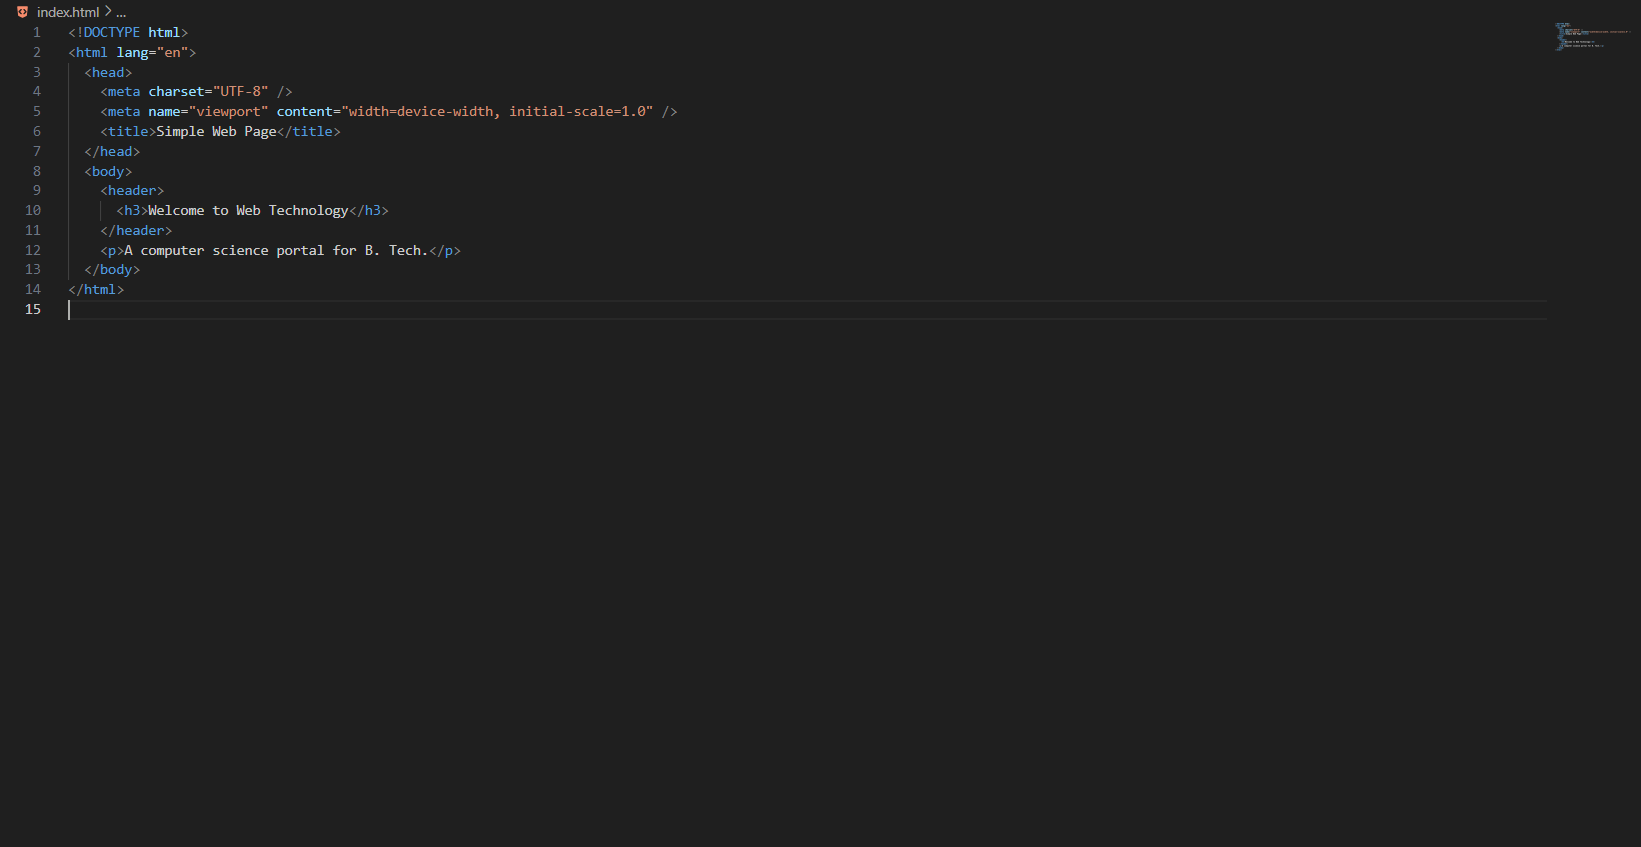 index.html > ...
1 <!DOCTYPE html>
2 <html lang="en">
3   <head>
4     <meta charset="UTF-8" />
5     <meta name="viewport" content="width=device-width, initial-scale=1.0" />
6     <title>Simple Web Page</title>
7   </head>
8   <body>
9     <header>
10       <h3>Welcome to Web Technology</h3>
11     </header>
12     <p>A computer science portal for B. Tech.</p>
13   </body>
14 </html>
15